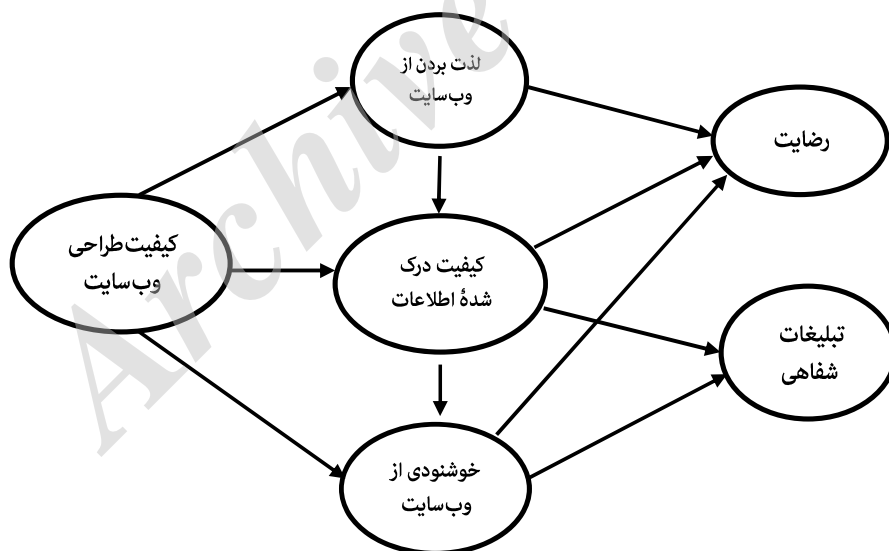 لذت بردن از
وب‌سایت
رضایت
کیفیت طراحی
وب‌سایت
کیفیت درک
شدهٔ اطلاعات
تبلیغات
شفاهی
خوشنودی از
وب‌سایت
Archive